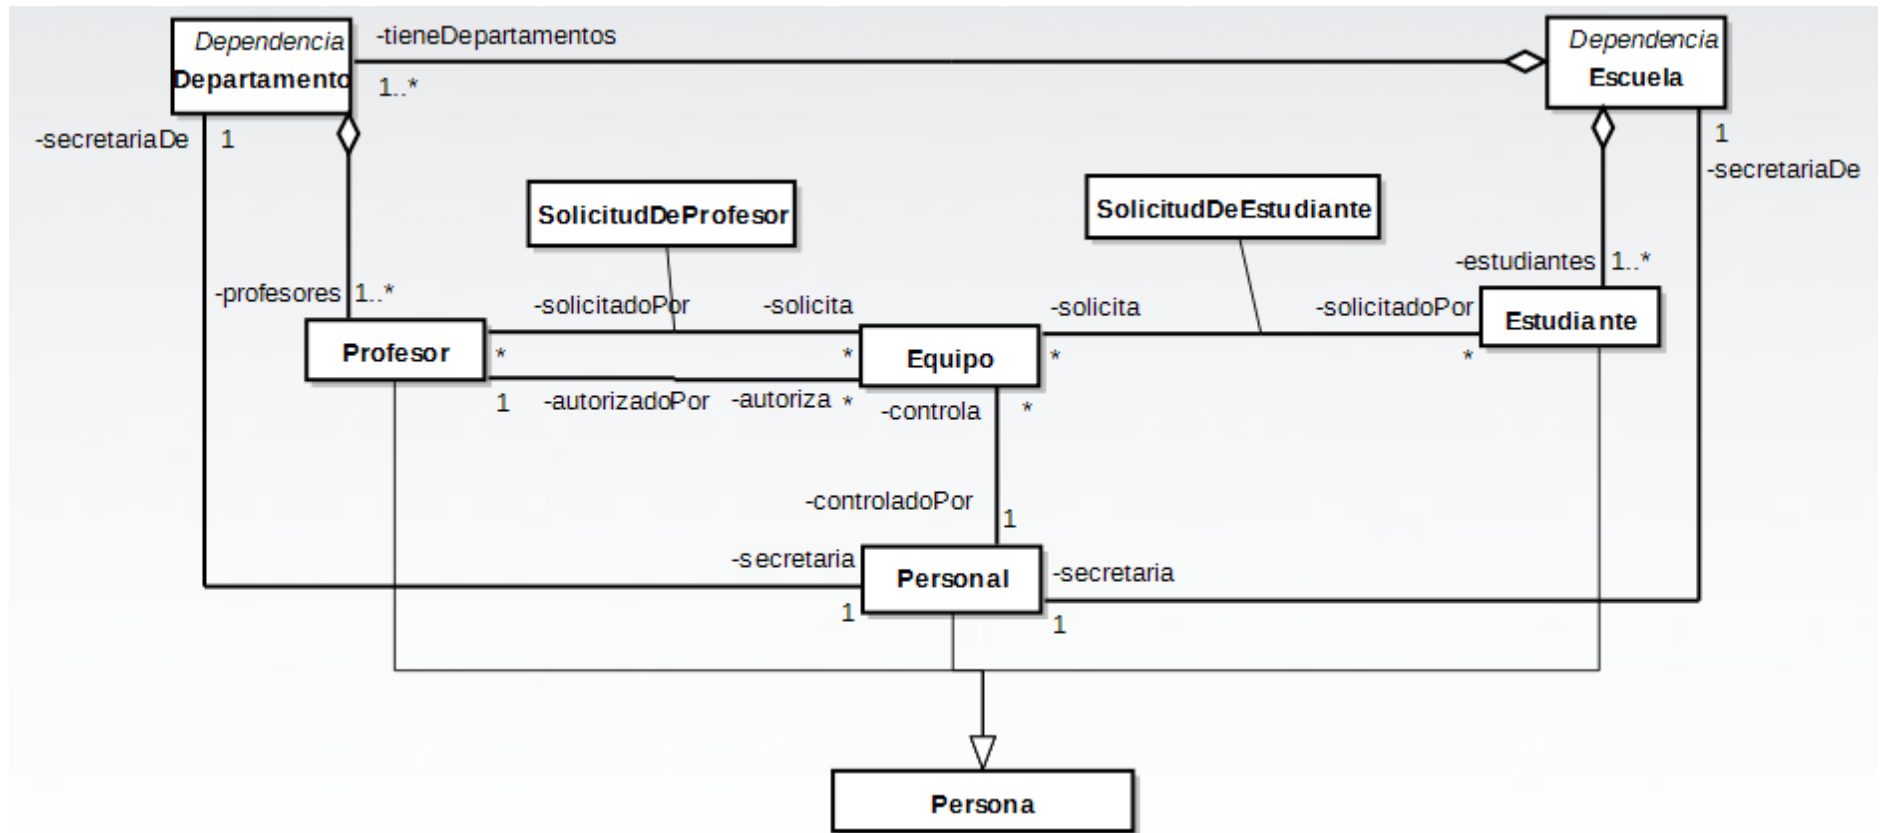 Dependencia
Departamento
-tieneDepartamentos
1..*
Dependencia
Escuela
-secretariaDe
1
1
-secretariaDe
SolicitudDeProfesor
SolicitudDeEstudiante
-profesores
1..*
-estudiantes
1..*
-solicitadoPor
-solicita
-solicita
-solicitadoPor
Profesor
*
*
Equipo
*
*
Estudiante
1
-autorizadoPor
-autoriza
*
-controla
*
-controladoPor
1
-secretaria
1
Personal
-secretaria
1
Persona